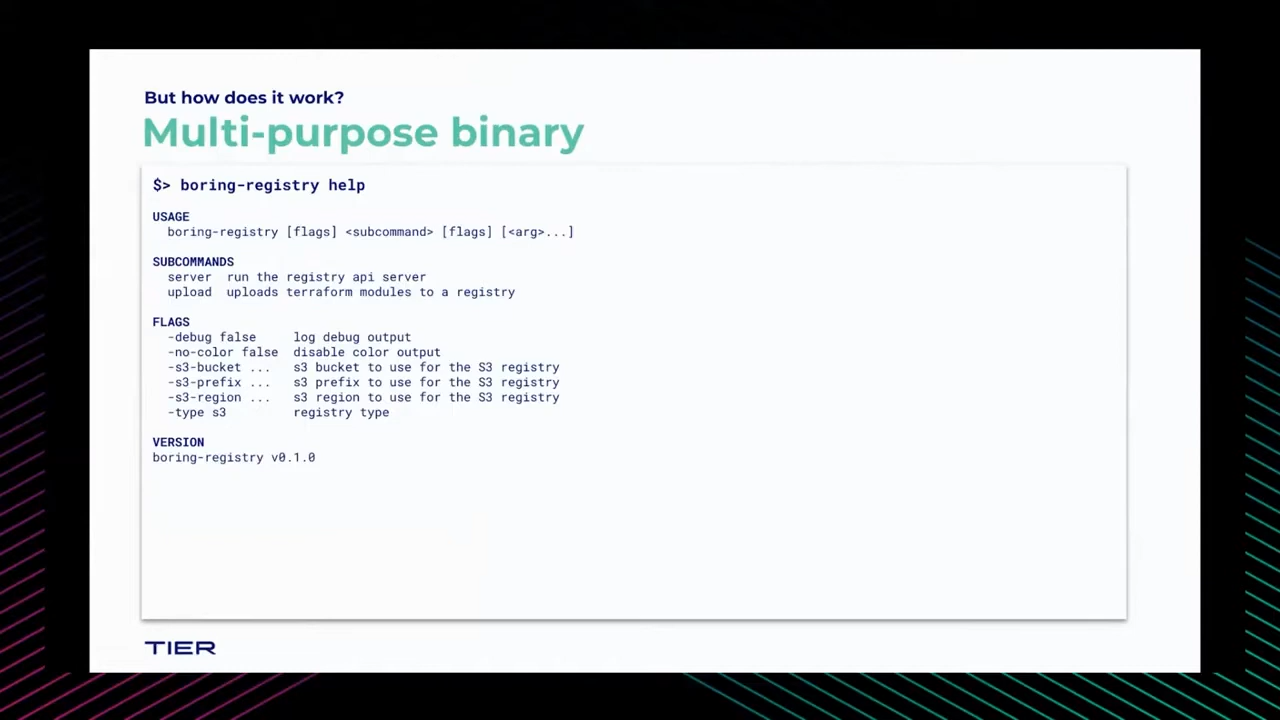 But how does it work?
Multi-purpose binary
$> boring-registry help
USAGE
boring-registry [flags] <subcommand> [flags] [<arg>...]
SUBCOMMANDS
server  run the registry api server
upload  uploads terraform modules to a registry
FLAGS
-debug false     log debug output
-no-color false  disable color output
-s3-bucket ...   s3 bucket to use for the S3 registry
-s3-prefix ...   s3 prefix to use for the S3 registry
-s3-region ...   s3 region to use for the S3 registry
-type s3         registry type
VERSION
boring-registry v0.1.0
TIER